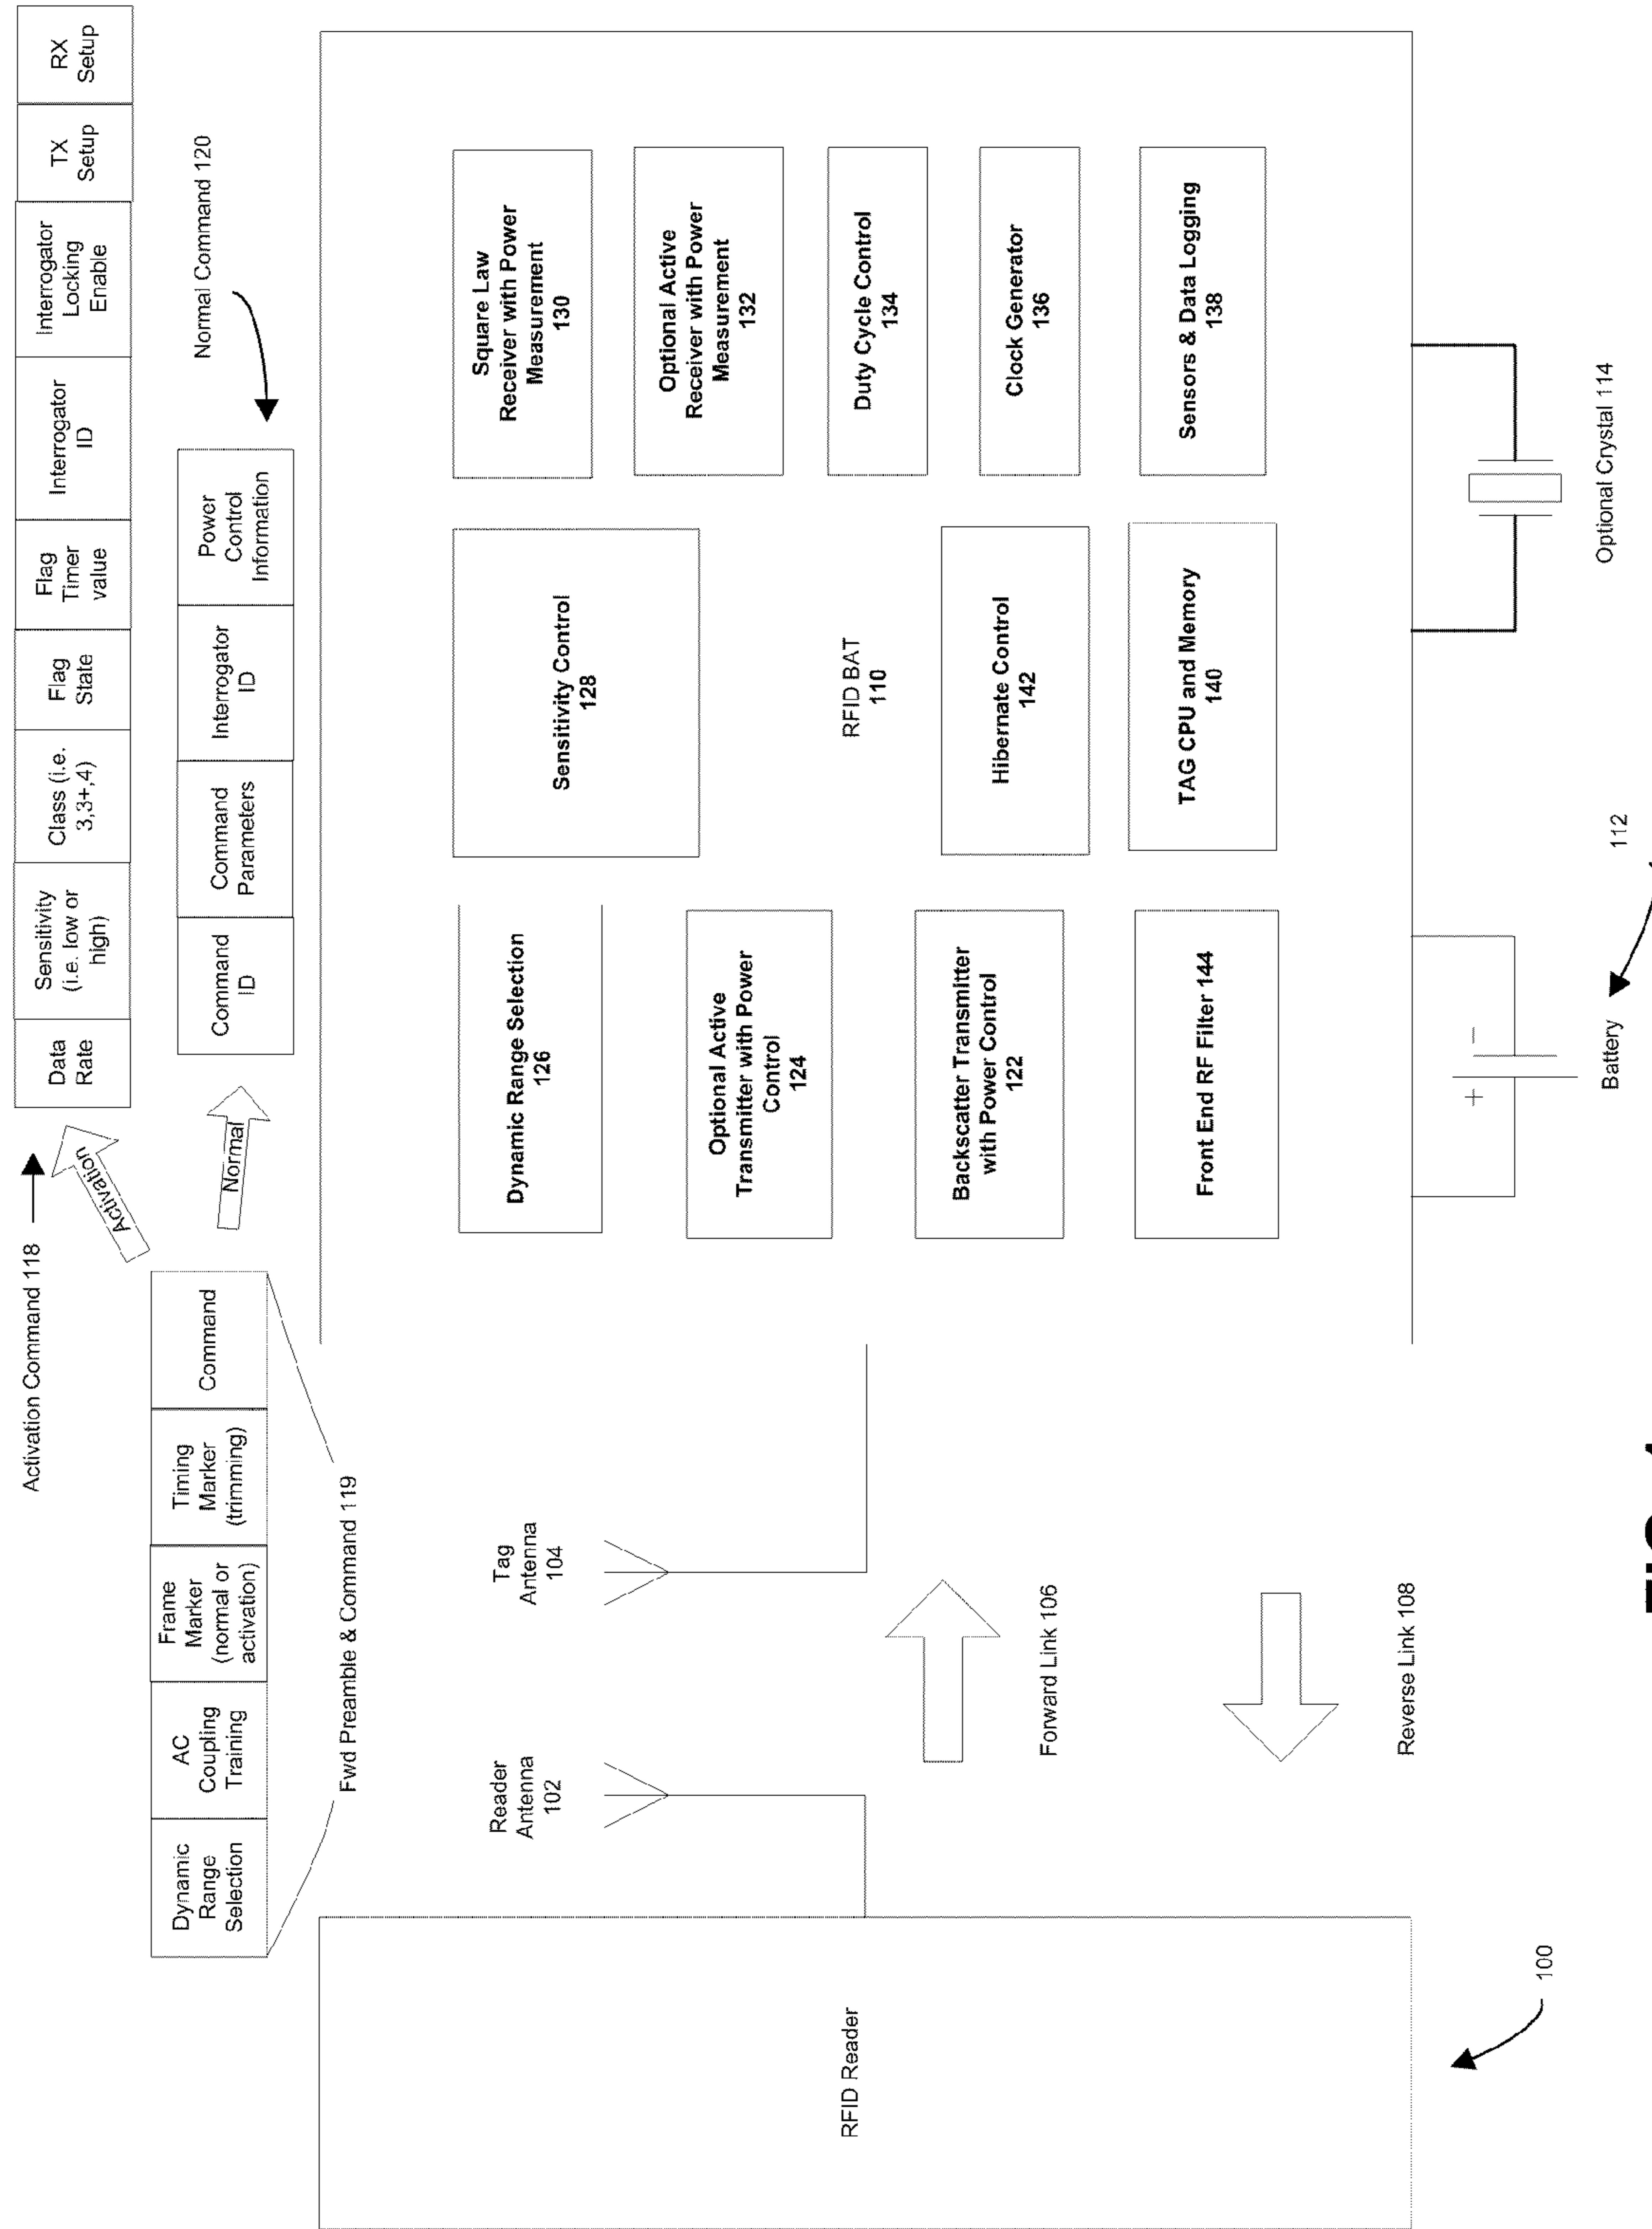 Activation Command 118
Data
Rate
Sensitivity
(i.e. low or
high)
Class (i.e.
3,3+,4)
Flag
State
Flag
Timer
value
Interrogator
ID
Interrogator
Locking
Enable
TX
Setup
RX
Setup
Activation
Normal
Normal Command 120
Command
ID
Command
Parameters
Interrogator
ID
Power
Control
Information
Dynamic
Range
Selection
AC
Coupling
Training
Frame
Marker
(normal or
activation)
Timing
Marker
(trimming)
Command
Fwd Preamble & Command 119
Reader
Antenna
102
Tag
Antenna
104
RFID Reader
100
Forward Link 106
Reverse Link 108
Dynamic Range Selection
126
Optional Active
Transmitter with Power
Control
124
Backscatter Transmitter
with Power Control
122
Front End RF Filter 144
Sensitivity Control
128
RFID BAT
110
Hibernate Control
142
TAG CPU and Memory
140
Square Law
Receiver with Power
Measurement
130
Optional Active
Receiver with Power
Measurement
132
Duty Cycle Control
134
Clock Generator
136
Sensors & Data Logging
138
+
–
Battery
112
Optional Crystal 114